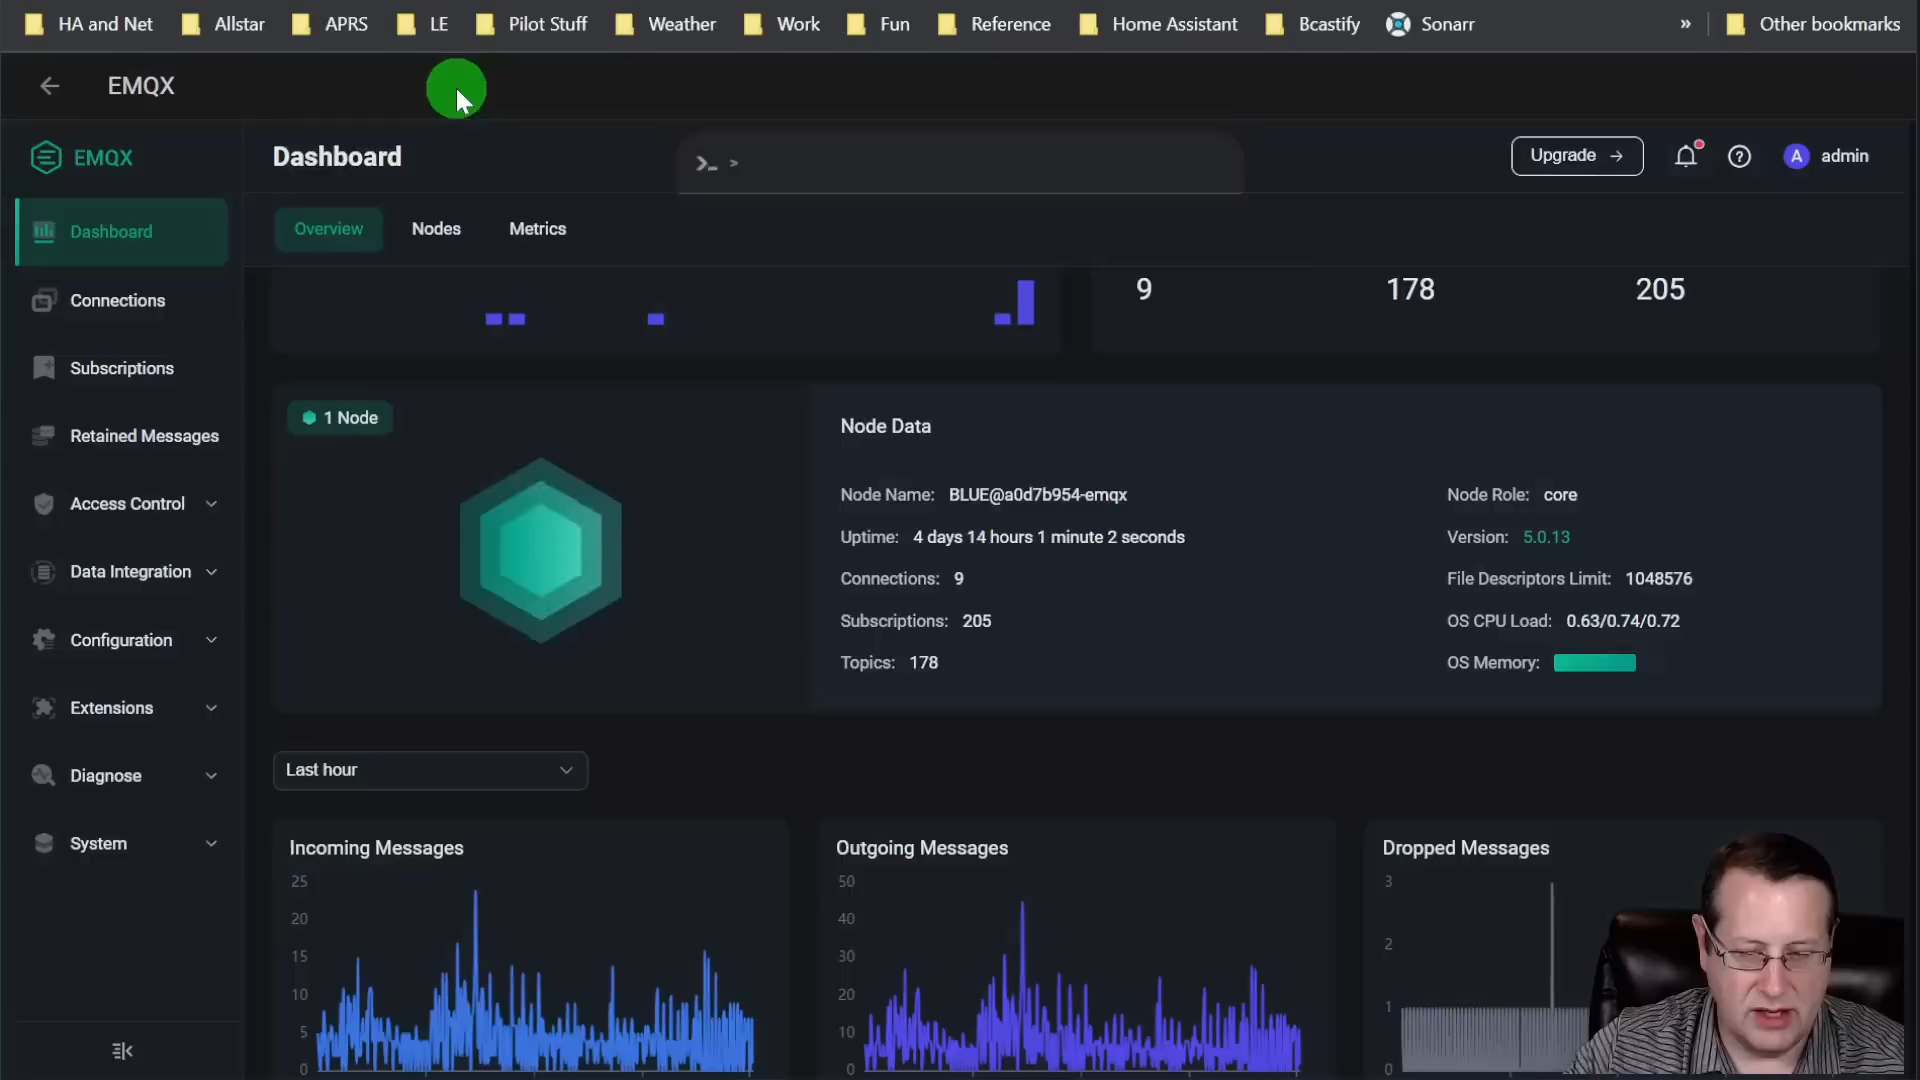 HA and Net Allstar APRS LE Pilot Stuff Weather Work Fun Reference Home Assistant Bcastify Sonarr » Other bookmarks
EMQX
EMQX
Dashboard
>_ >
Upgrade →
A admin
Dashboard
Connections
Subscriptions
Retained Messages
Access Control
Data Integration
Configuration
Extensions
Diagnose
System
Overview Nodes Metrics
9 178 205
1 Node
Node Data
Node Name: BLUE@a0d7b954-emqx
Uptime: 4 days 14 hours 1 minute 2 seconds
Connections: 9
Subscriptions: 205
Topics: 178
Node Role: core
Version: 5.0.13
File Descriptors Limit: 1048576
OS CPU Load: 0.63/0.74/0.72
OS Memory:
Last hour
Incoming Messages
25
20
15
10
5
0
Outgoing Messages
50
40
30
20
10
0
Dropped Messages
3
2
1
0